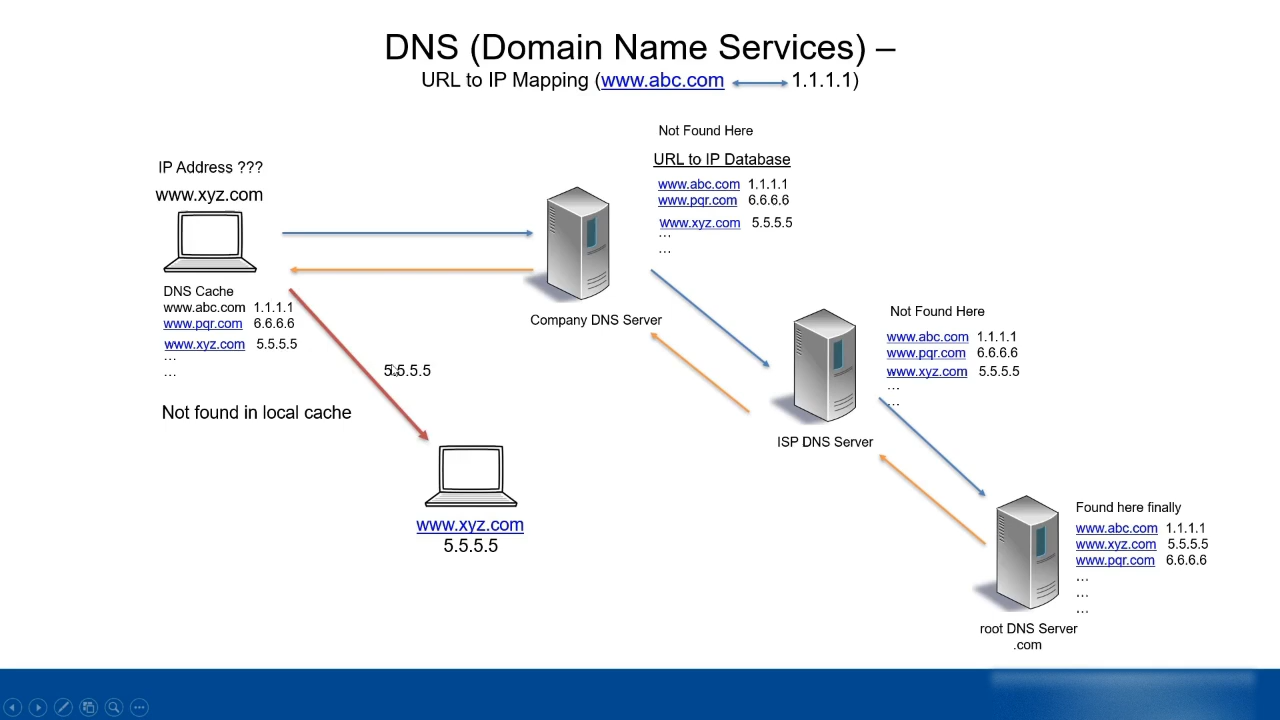 DNS (Domain Name Services) –
URL to IP Mapping (www.abc.com 1.1.1.1)
IP Address ???
www.xyz.com
DNS Cache
www.abc.com 1.1.1.1
www.pqr.com 6.6.6.6
www.xyz.com 5.5.5.5
...
...
Not found in local cache
5.5.5.5
www.xyz.com
5.5.5.5
Not Found Here
URL to IP Database
www.abc.com 1.1.1.1
www.pqr.com 6.6.6.6
www.xyz.com 5.5.5.5
...
...
Company DNS Server
Not Found Here
www.abc.com 1.1.1.1
www.pqr.com 6.6.6.6
www.xyz.com 5.5.5.5
...
...
ISP DNS Server
Found here finally
www.abc.com 1.1.1.1
www.xyz.com 5.5.5.5
www.pqr.com 6.6.6.6
...
...
...
root DNS Server
.com